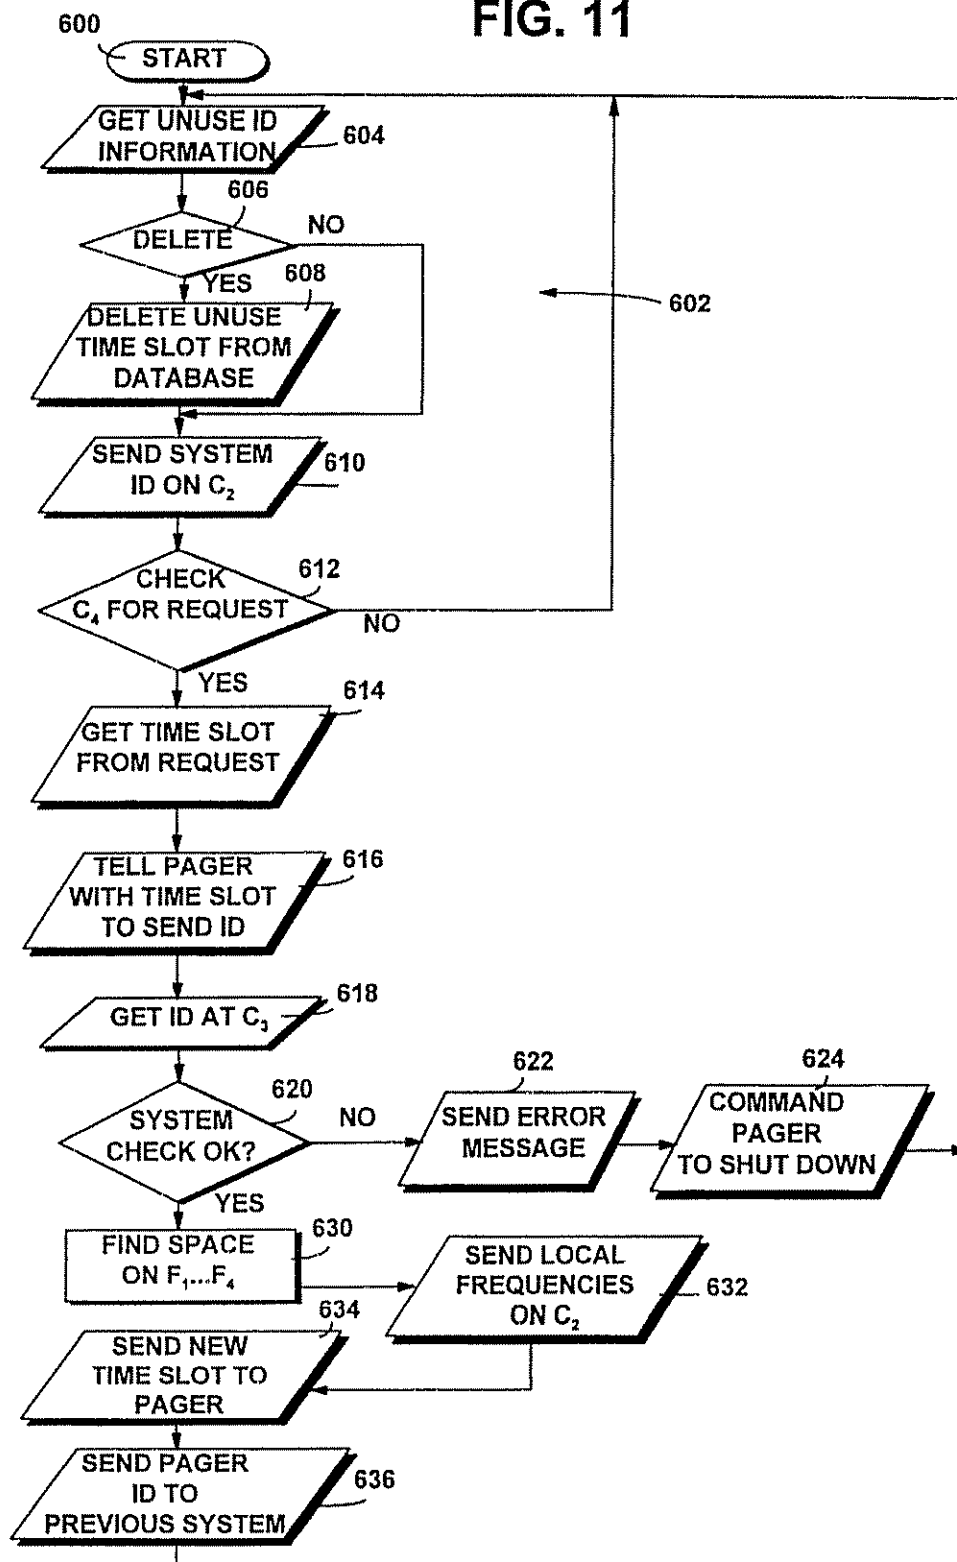 FIG. 11
600
START
GET UNUSE ID
INFORMATION
604
606
DELETE
NO
YES
608
602
DELETE UNUSE
TIME SLOT FROM
DATABASE
SEND SYSTEM
ID ON C₂
610
CHECK
C₄ FOR REQUEST
612
NO
YES
614
GET TIME SLOT
FROM REQUEST
TELL PAGER
WITH TIME SLOT
TO SEND ID
616
GET ID AT C₃
618
SYSTEM
CHECK OK?
620
NO
YES
622
SEND ERROR
MESSAGE
624
COMMAND
PAGER
TO SHUT DOWN
FIND SPACE
ON F₁...F₄
630
SEND LOCAL
FREQUENCIES
ON C₂
632
634
SEND NEW
TIME SLOT TO
PAGER
SEND PAGER
ID TO
PREVIOUS SYSTEM
636